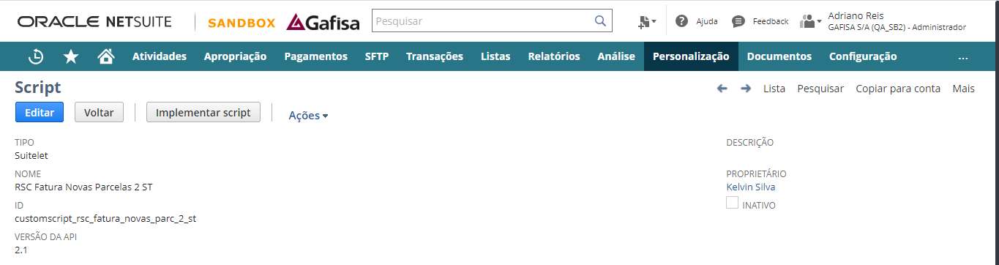 ORACLE NETSUITE SANDBOX Gafisa Pesquisar Ajuda Feedback Adriano Reis
GAFISA S/A (QA_SB2) - Administrador
Atividades Apropriação Pagamentos SFTP Transações Listas Relatórios Análise Personalização Documentos Configuração ...
Script
Lista Pesquisar Copiar para conta Mais
Editar Voltar Implementar script Ações
TIPO
Suitelet
NOME
RSC Fatura Novas Parcelas 2 ST
ID
customscript_rsc_fatura_novas_parc_2_st
VERSÃO DA API
2.1
DESCRIÇÃO
PROPRIETÁRIO
Kelvin Silva
INATIVO